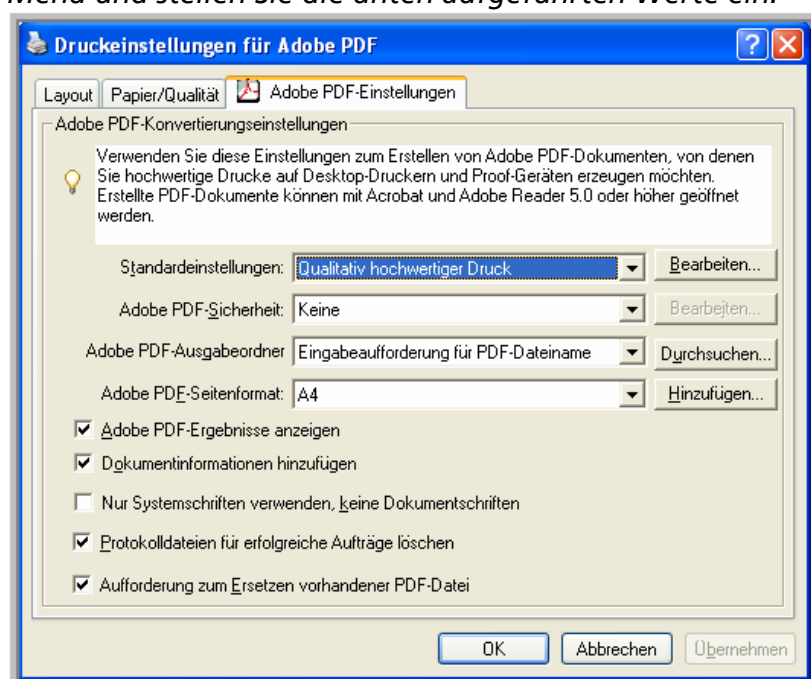 Menü und stellen Sie die unten aufgeführten Werte ein.
Druckeinstellungen für Adobe PDF
Layout Papier/Qualität Adobe PDF-Einstellungen
Adobe PDF-Konvertierungseinstellungen
Verwenden Sie diese Einstellungen zum Erstellen von Adobe PDF-Dokumenten, von denen
Sie hochwertige Drucke auf Desktop-Druckern und Proof-Geräten erzeugen möchten.
Erstellte PDF-Dokumente können mit Acrobat und Adobe Reader 5.0 oder höher geöffnet
werden.
Standardeinstellungen: Qualitativ hochwertiger Druck Bearbeiten...
Adobe PDF-Sicherheit: Keine Bearbeiten...
Adobe PDF-Ausgabeordner Eingabeaufforderung für PDF-Dateiname Durchsuchen...
Adobe PDF-Seitenformat: A4 Hinzufügen...
Adobe PDF-Ergebnisse anzeigen
Dokumentinformationen hinzufügen
Nur Systemschriften verwenden, keine Dokumentschriften
Protokolldateien für erfolgreiche Aufträge löschen
Aufforderung zum Ersetzen vorhandener PDF-Datei
OK Abbrechen Übernehmen